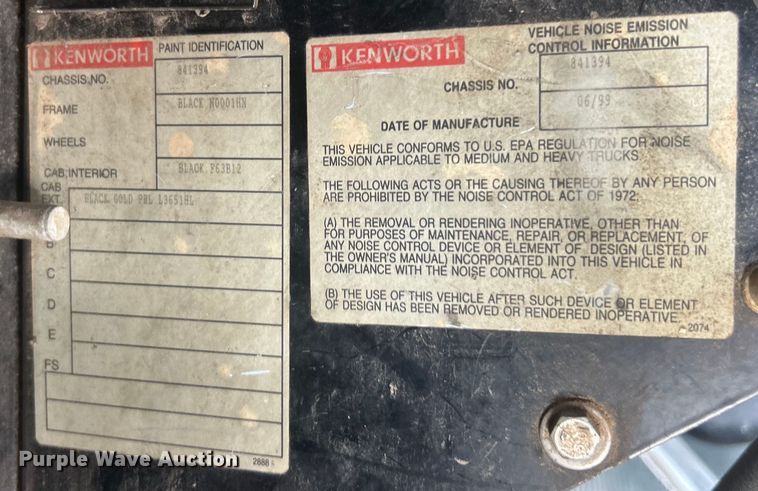 KENWORTH PAINT IDENTIFICATION
CHASSIS NO. 841394
FRAME BLACK N0001HN
WHEELS
CAB INTERIOR BLACK F63B12
CAB
EXT. BLACK GOLD PRL L3651HL
B
C
D
E
FS
2888
KENWORTH
VEHICLE NOISE EMISSION
CONTROL INFORMATION
CHASSIS NO. 841394
DATE OF MANUFACTURE 06/99
THIS VEHICLE CONFORMS TO U.S. EPA REGULATION FOR NOISE
EMISSION APPLICABLE TO MEDIUM AND HEAVY TRUCKS.
THE FOLLOWING ACTS OR THE CAUSING THEREOF BY ANY PERSON
ARE PROHIBITED BY THE NOISE CONTROL ACT OF 1972:
(A) THE REMOVAL OR RENDERING INOPERATIVE, OTHER THAN
FOR PURPOSES OF MAINTENANCE, REPAIR, OR REPLACEMENT, OF
ANY NOISE CONTROL DEVICE OR ELEMENT OF DESIGN (LISTED IN
THE OWNER'S MANUAL) INCORPORATED INTO THIS VEHICLE IN
COMPLIANCE WITH THE NOISE CONTROL ACT.
(B) THE USE OF THIS VEHICLE AFTER SUCH DEVICE OR ELEMENT
OF DESIGN HAS BEEN REMOVED OR RENDERED INOPERATIVE.
2074
Purple Wave Auction